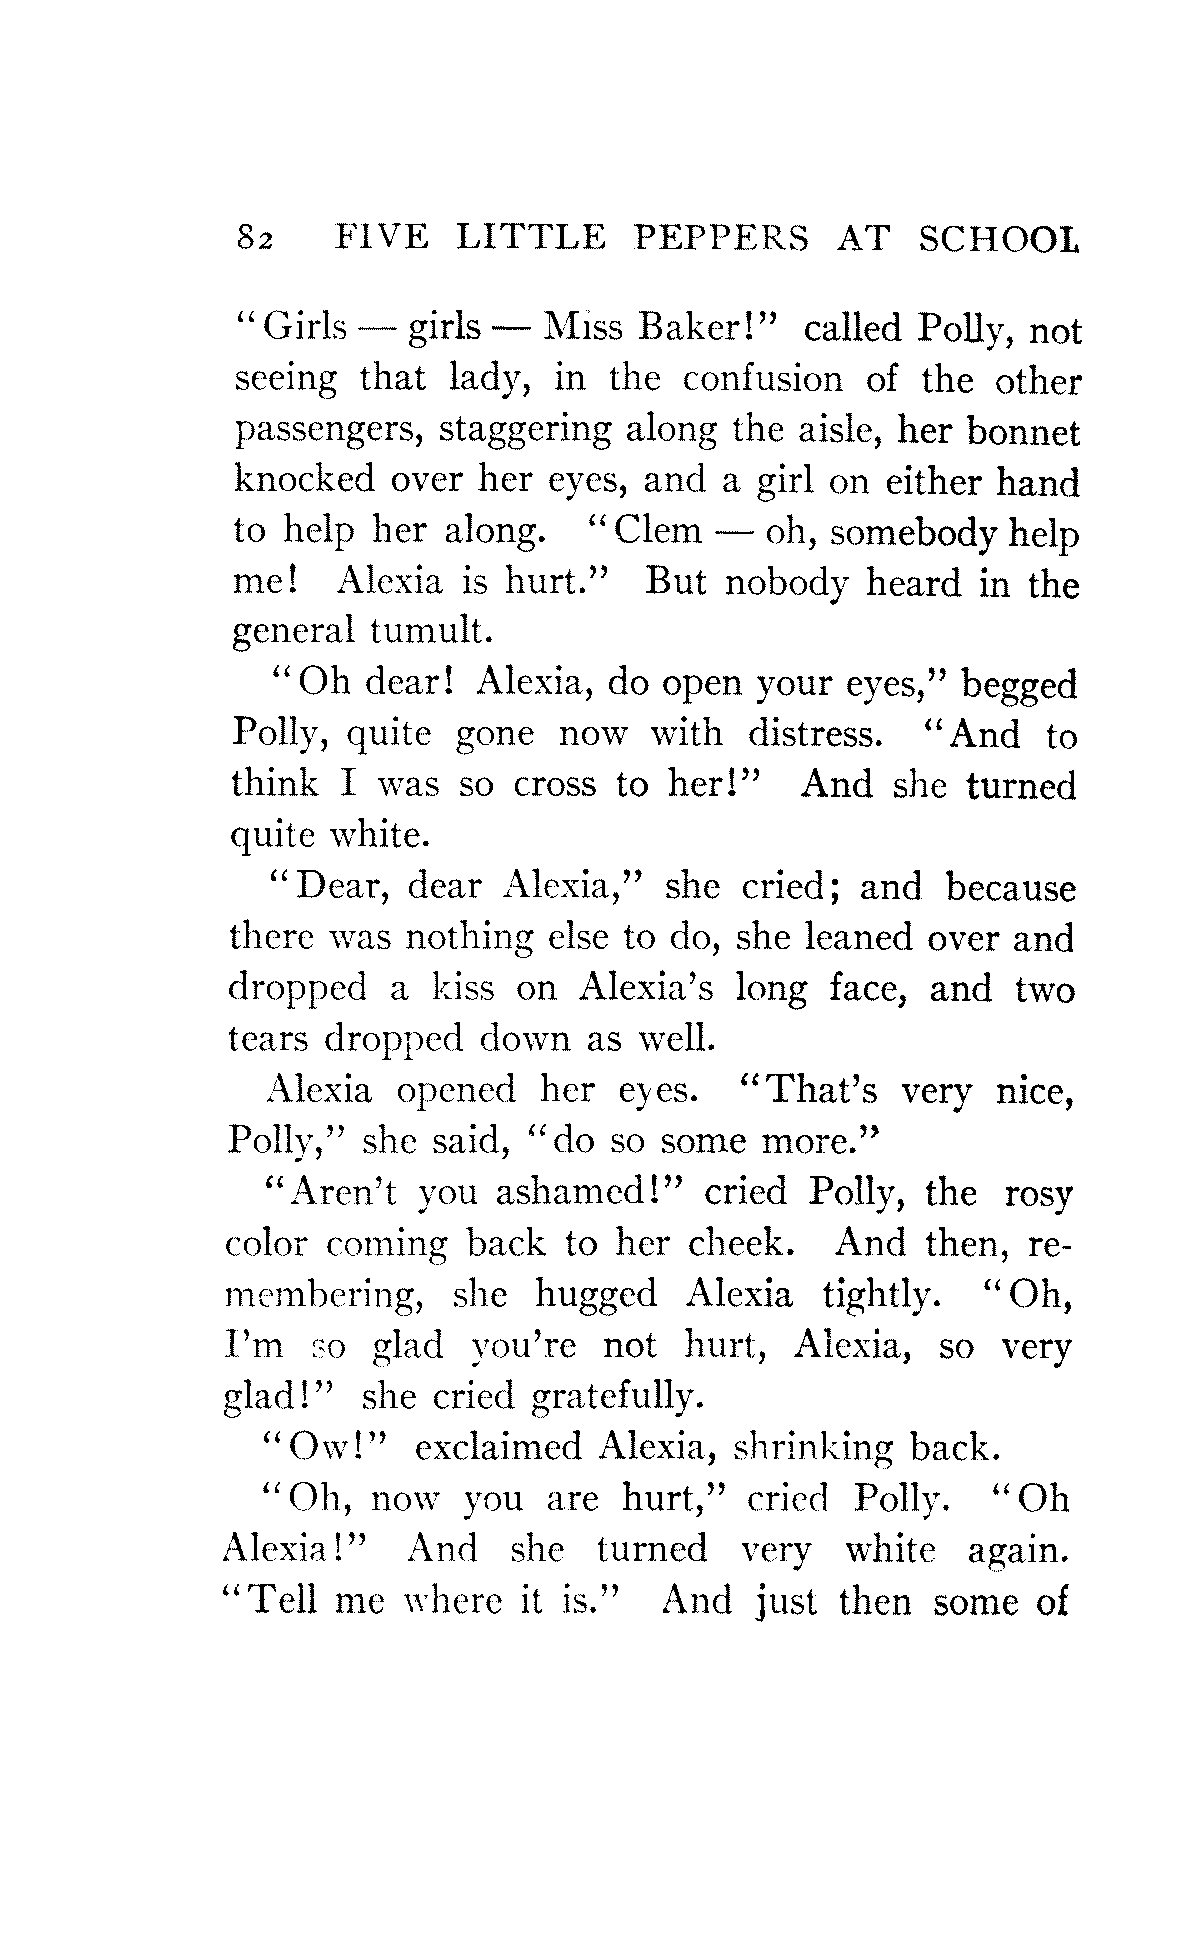 82 FIVE LITTLE PEPPERS AT SCHOOL
"Girls — girls — Miss Baker!" called Polly, not
seeing that lady, in the confusion of the other
passengers, staggering along the aisle, her bonnet
knocked over her eyes, and a girl on either hand
to help her along. "Clem — oh, somebody help
me! Alexia is hurt." But nobody heard in the
general tumult.
"Oh dear! Alexia, do open your eyes," begged
Polly, quite gone now with distress. "And to
think I was so cross to her!" And she turned
quite white.
"Dear, dear Alexia," she cried; and because
there was nothing else to do, she leaned over and
dropped a kiss on Alexia's long face, and two
tears dropped down as well.
Alexia opened her eyes. "That's very nice,
Polly," she said, "do so some more."
"Aren't you ashamed!" cried Polly, the rosy
color coming back to her cheek. And then, re-
membering, she hugged Alexia tightly. "Oh,
I'm so glad you're not hurt, Alexia, so very
glad!" she cried gratefully.
"Ow!" exclaimed Alexia, shrinking back.
"Oh, now you are hurt," cried Polly. "Oh
Alexia!" And she turned very white again.
"Tell me where it is." And just then some of